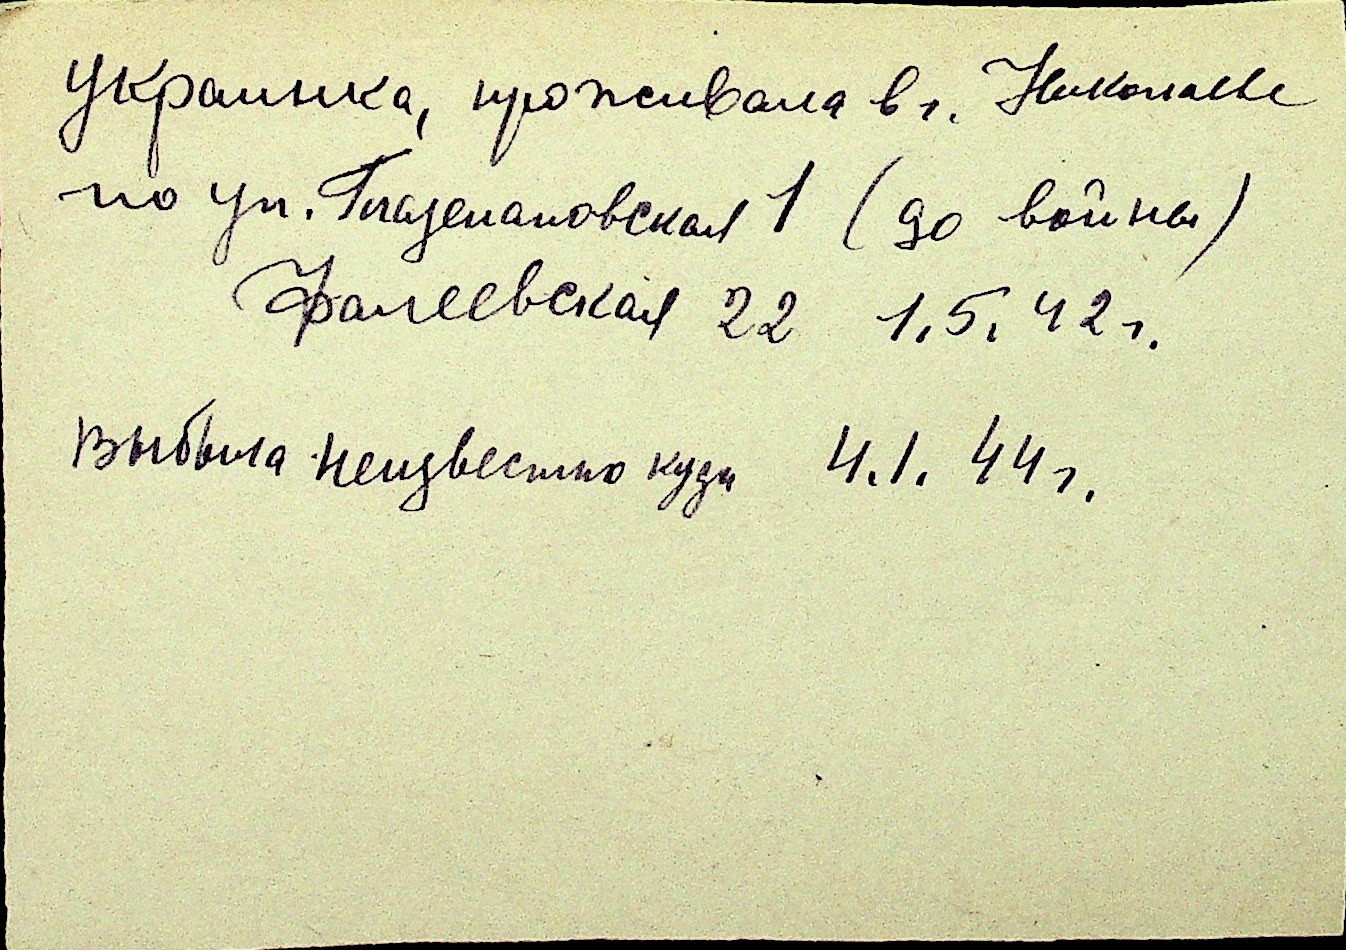 Украинка, проживала в г. Николаеве
по ул. 1 (до войны)
Фалеевская 22 1.5.42 г.
Выбыла неизвестно куда 4.1.44 г.